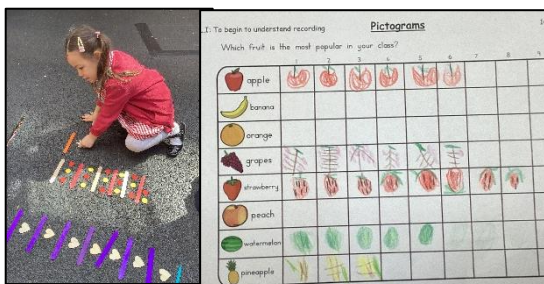 L.I: To begin to understand recording
Pictograms
Which fruit is the most popular in your class?
1 2 3 4 5 6 7 8 9
apple
banana
orange
grapes
strawberry
peach
watermelon
pineapple